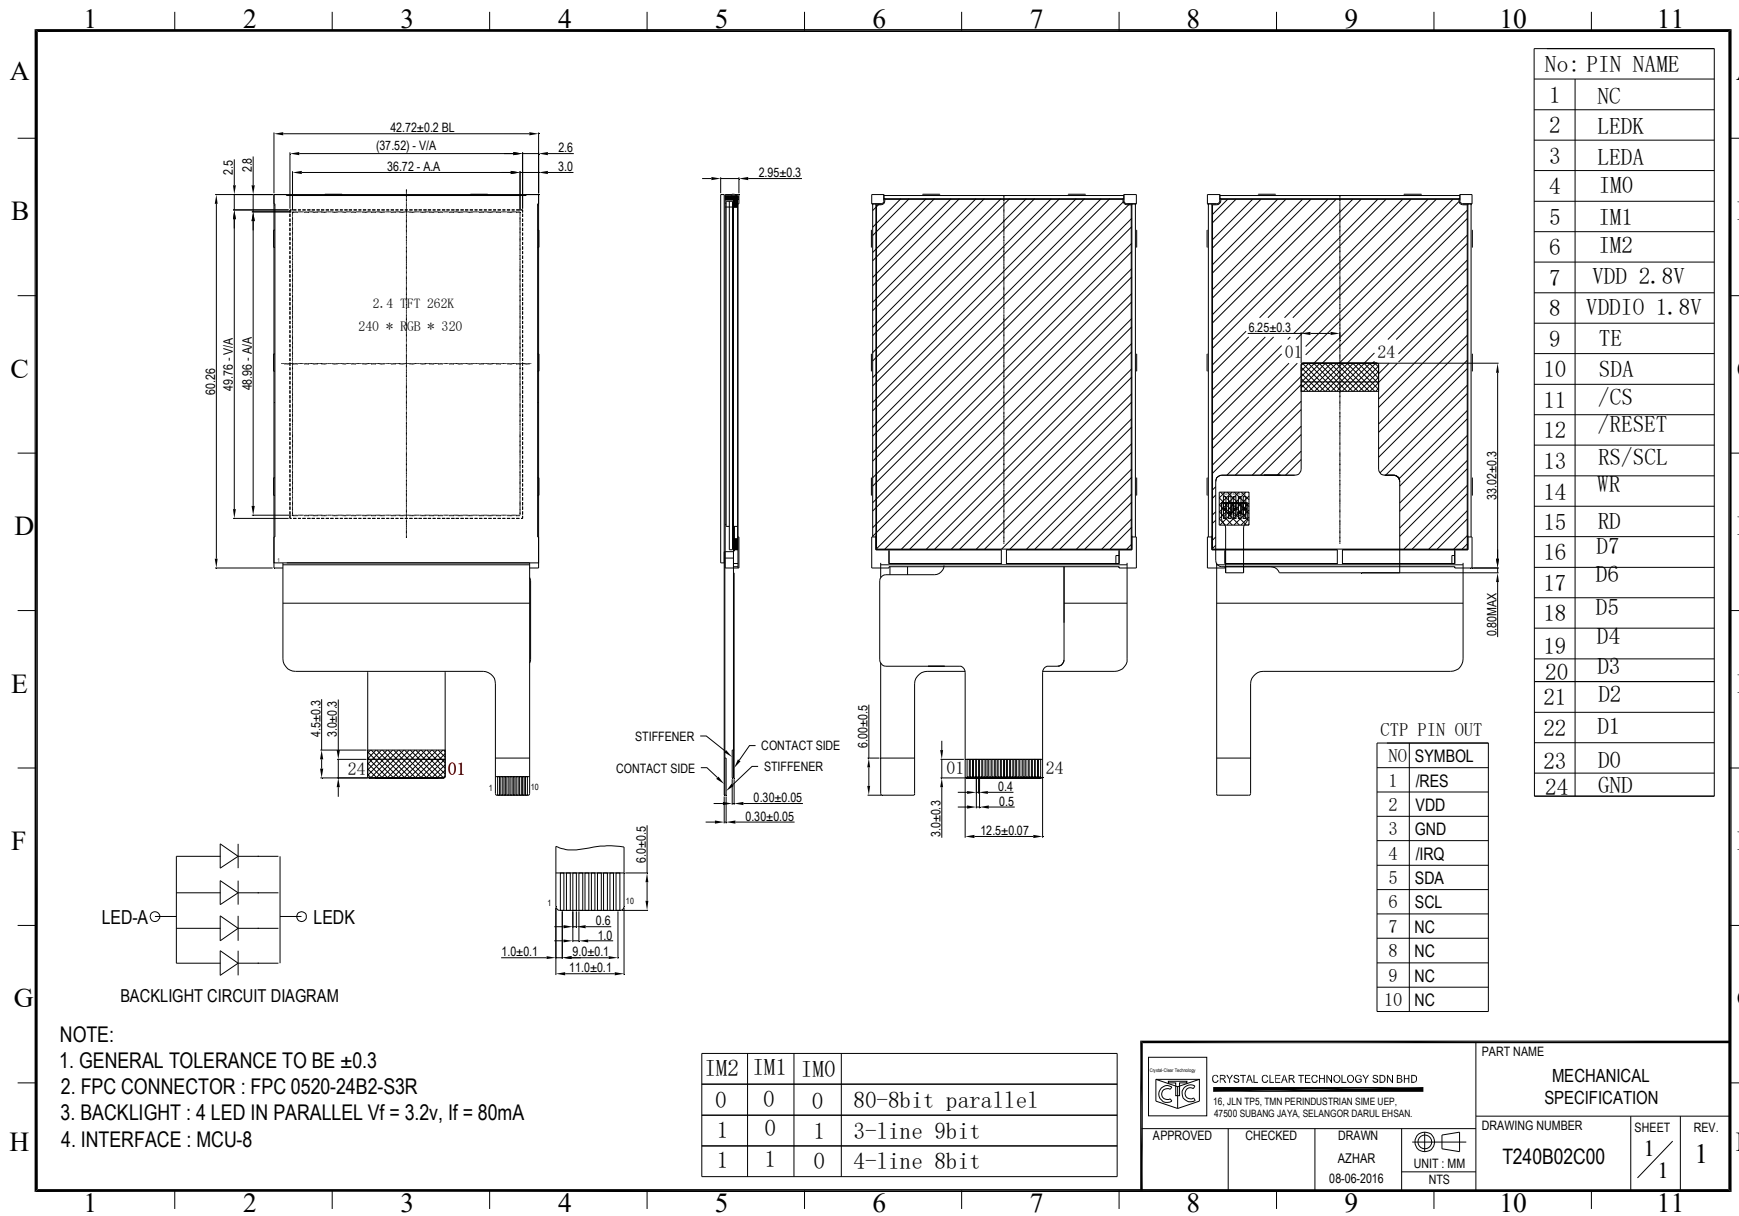 1 2 3 4 5 6 7 8 9 10 11
A
B
C
D
E
F
G
H
42.72±0.2 BL
(37.52) - V/A
36.72 - A.A
2.6
3.0
2.5
2.8
60.26
49.76 - V/A
48.96 - A/A
2.4 TFT 262K
240 * RGB * 320
4.5±0.3
3.0±0.3
24
01
1
10
2.95±0.3
STIFFENER
CONTACT SIDE
CONTACT SIDE
STIFFENER
0.30±0.05
0.30±0.05
6.00±0.5
01
24
0.4
0.5
3.0±0.3
12.5±0.07
6.25±0.3
01
24
33.02±0.3
0.80MAX
No: PIN NAME
1 NC
2 LEDK
3 LEDA
4 IM0
5 IM1
6 IM2
7 VDD 2.8V
8 VDDIO 1.8V
9 TE
10 SDA
11 /CS
12 /RESET
13 RS/SCL
14 WR
15 RD
16 D7
17 D6
18 D5
19 D4
20 D3
21 D2
22 D1
23 D0
24 GND
CTP PIN OUT
NO SYMBOL
1 /RES
2 VDD
3 GND
4 /IRQ
5 SDA
6 SCL
7 NC
8 NC
9 NC
10 NC
LED-A
LEDK
BACKLIGHT CIRCUIT DIAGRAM
6.0±0.5
1
10
0.6
1.0
1.0±0.1
9.0±0.1
11.0±0.1
NOTE:
1. GENERAL TOLERANCE TO BE ±0.3
2. FPC CONNECTOR : FPC 0520-24B2-S3R
3. BACKLIGHT : 4 LED IN PARALLEL Vf = 3.2v, If = 80mA
4. INTERFACE : MCU-8
IM2 IM1 IM0
0 0 0 80-8bit parallel
1 0 1 3-line 9bit
1 1 0 4-line 8bit
Crystal-Clear Technology
CTC
CRYSTAL CLEAR TECHNOLOGY SDN BHD
16, JLN TP5, TMN PERINDUSTRIAN SIME UEP,
47500 SUBANG JAYA, SELANGOR DARUL EHSAN.
PART NAME
MECHANICAL
SPECIFICATION
APPROVED
CHECKED
DRAWN
AZHAR
08-06-2016
UNIT : MM
NTS
DRAWING NUMBER
T240B02C00
SHEET
1/1
REV.
1
1 2 3 4 5 6 7 8 9 10 11